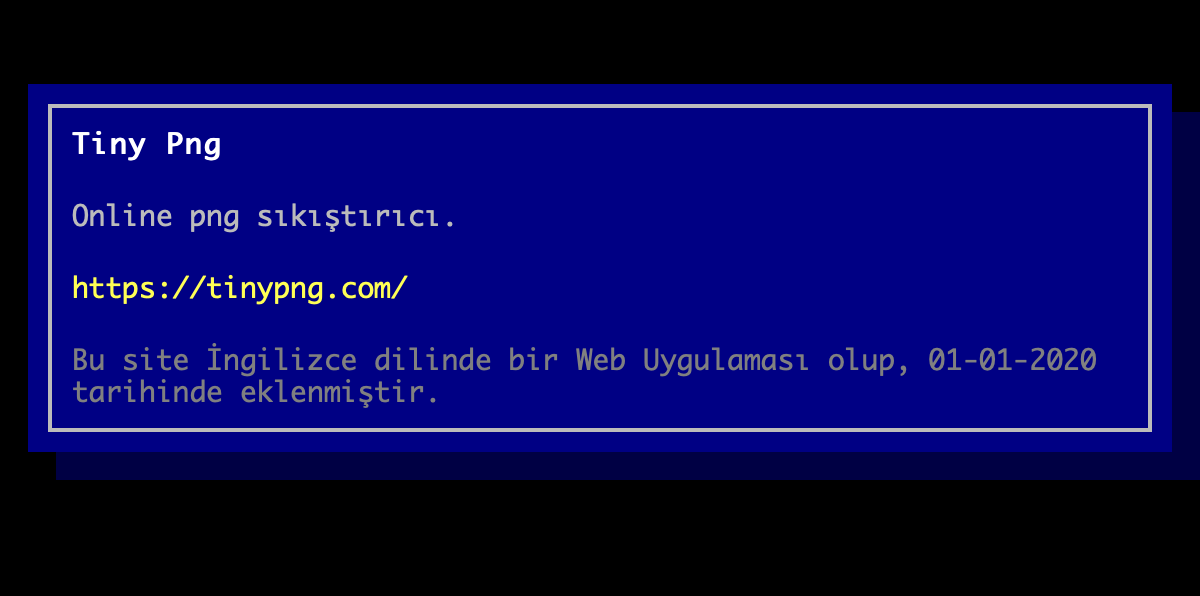 Tiny Png
Online png sıkıştırıcı.
https://tinypng.com/
Bu site İngilizce dilinde bir Web Uygulaması olup, 01-01-2020
tarihinde eklenmiştir.